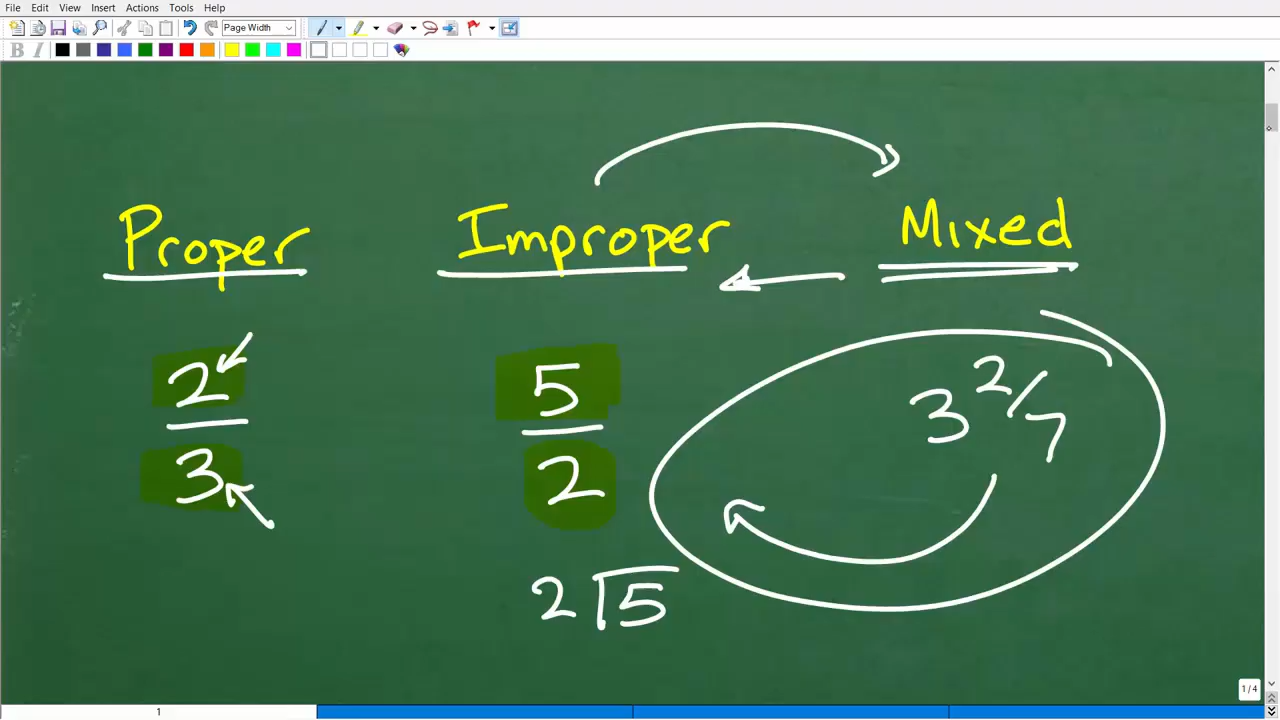 File Edit View Insert Actions Tools Help
Page Width
B I
Proper Improper Mixed
2/3
5/2
3 2/7
2 5
1/4
1